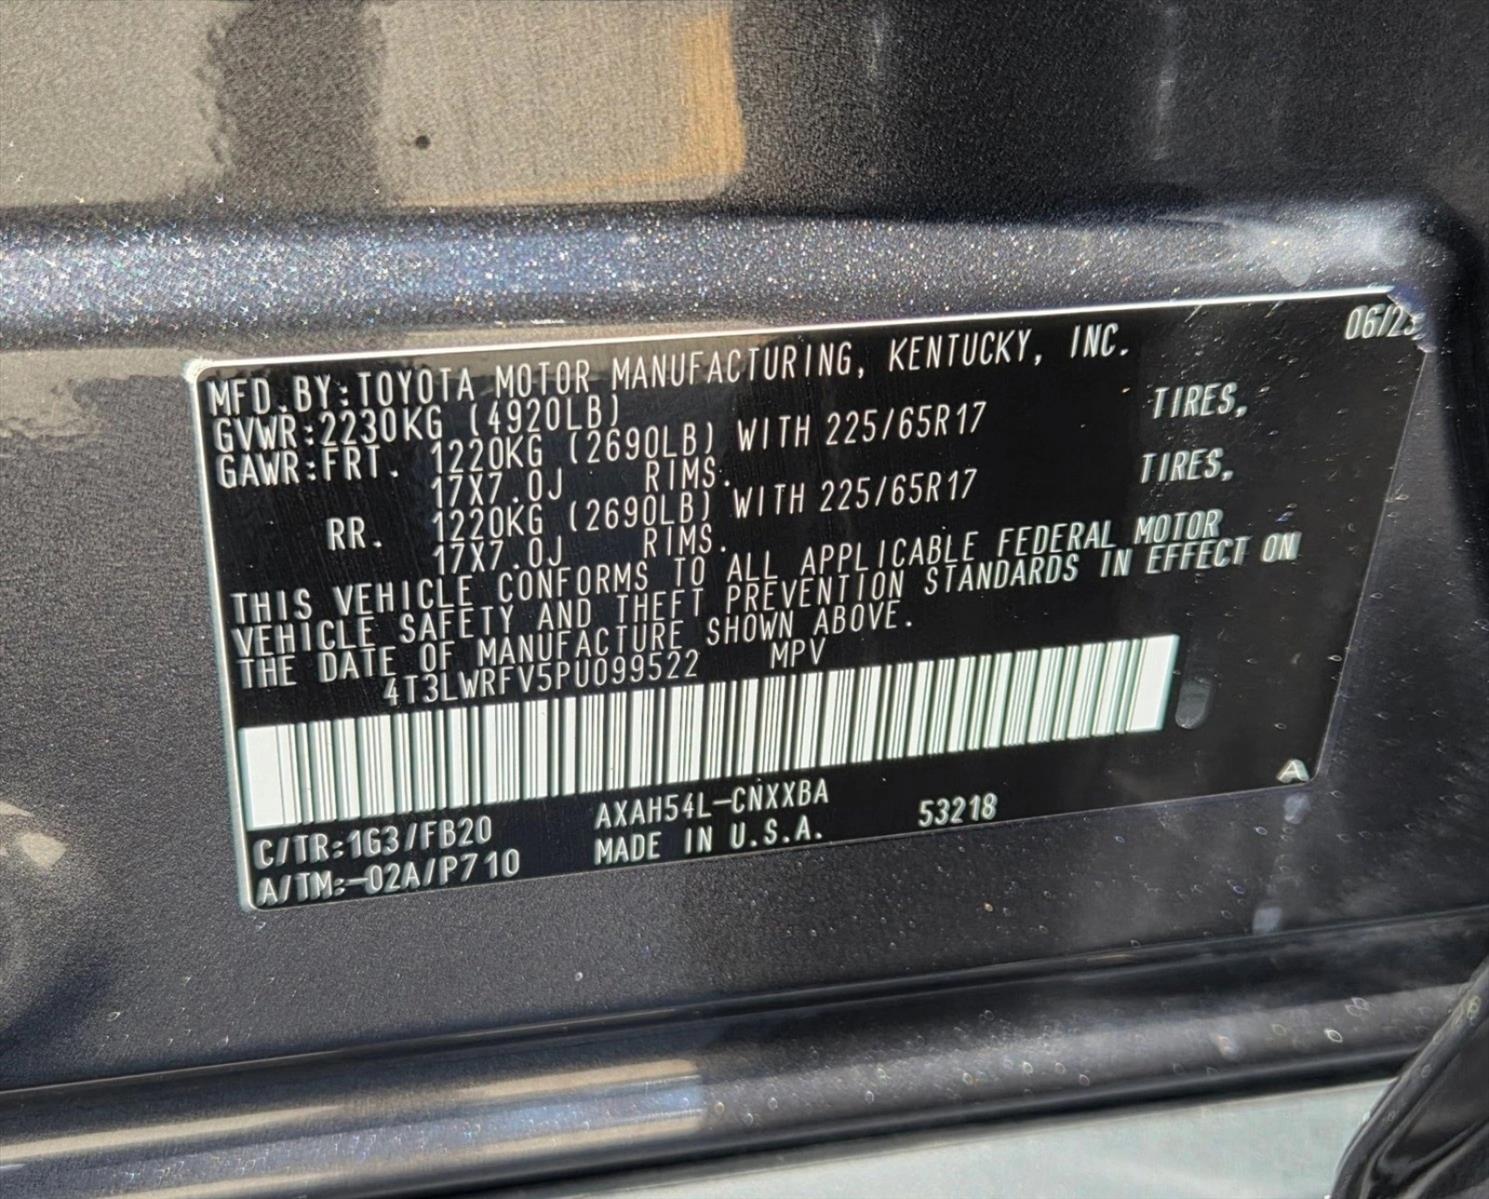 06/23
MFD.BY:TOYOTA MOTOR MANUFACTURING, KENTUCKY, INC.
GVWR:2230KG (4920LB)
GAWR:FRT. 1220KG (2690LB) WITH 225/65R17 TIRES,
17X7.0J RIMS.
RR. 1220KG (2690LB) WITH 225/65R17 TIRES,
17X7.0J RIMS.
THIS VEHICLE CONFORMS TO ALL APPLICABLE FEDERAL MOTOR
VEHICLE SAFETY AND THEFT PREVENTION STANDARDS IN EFFECT ON
THE DATE OF MANUFACTURE SHOWN ABOVE.
4T3LWRFV5PU099522 MPV
A
C/TR:1G3/FB20 AXAH54L-CNXXBA 53218
A/TM:-02A/P710 MADE IN U.S.A.